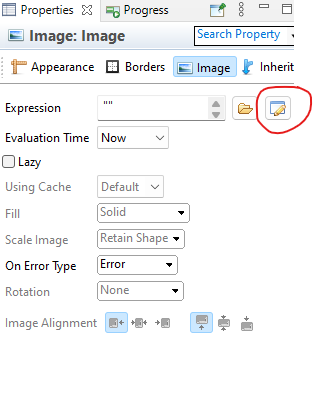 Properties × Progress
Image: Image
Search Property
Appearance Borders Image Inherit
Expression ""
Evaluation Time Now
Lazy
Using Cache Default
Fill Solid
Scale Image Retain Shape
On Error Type Error
Rotation None
Image Alignment